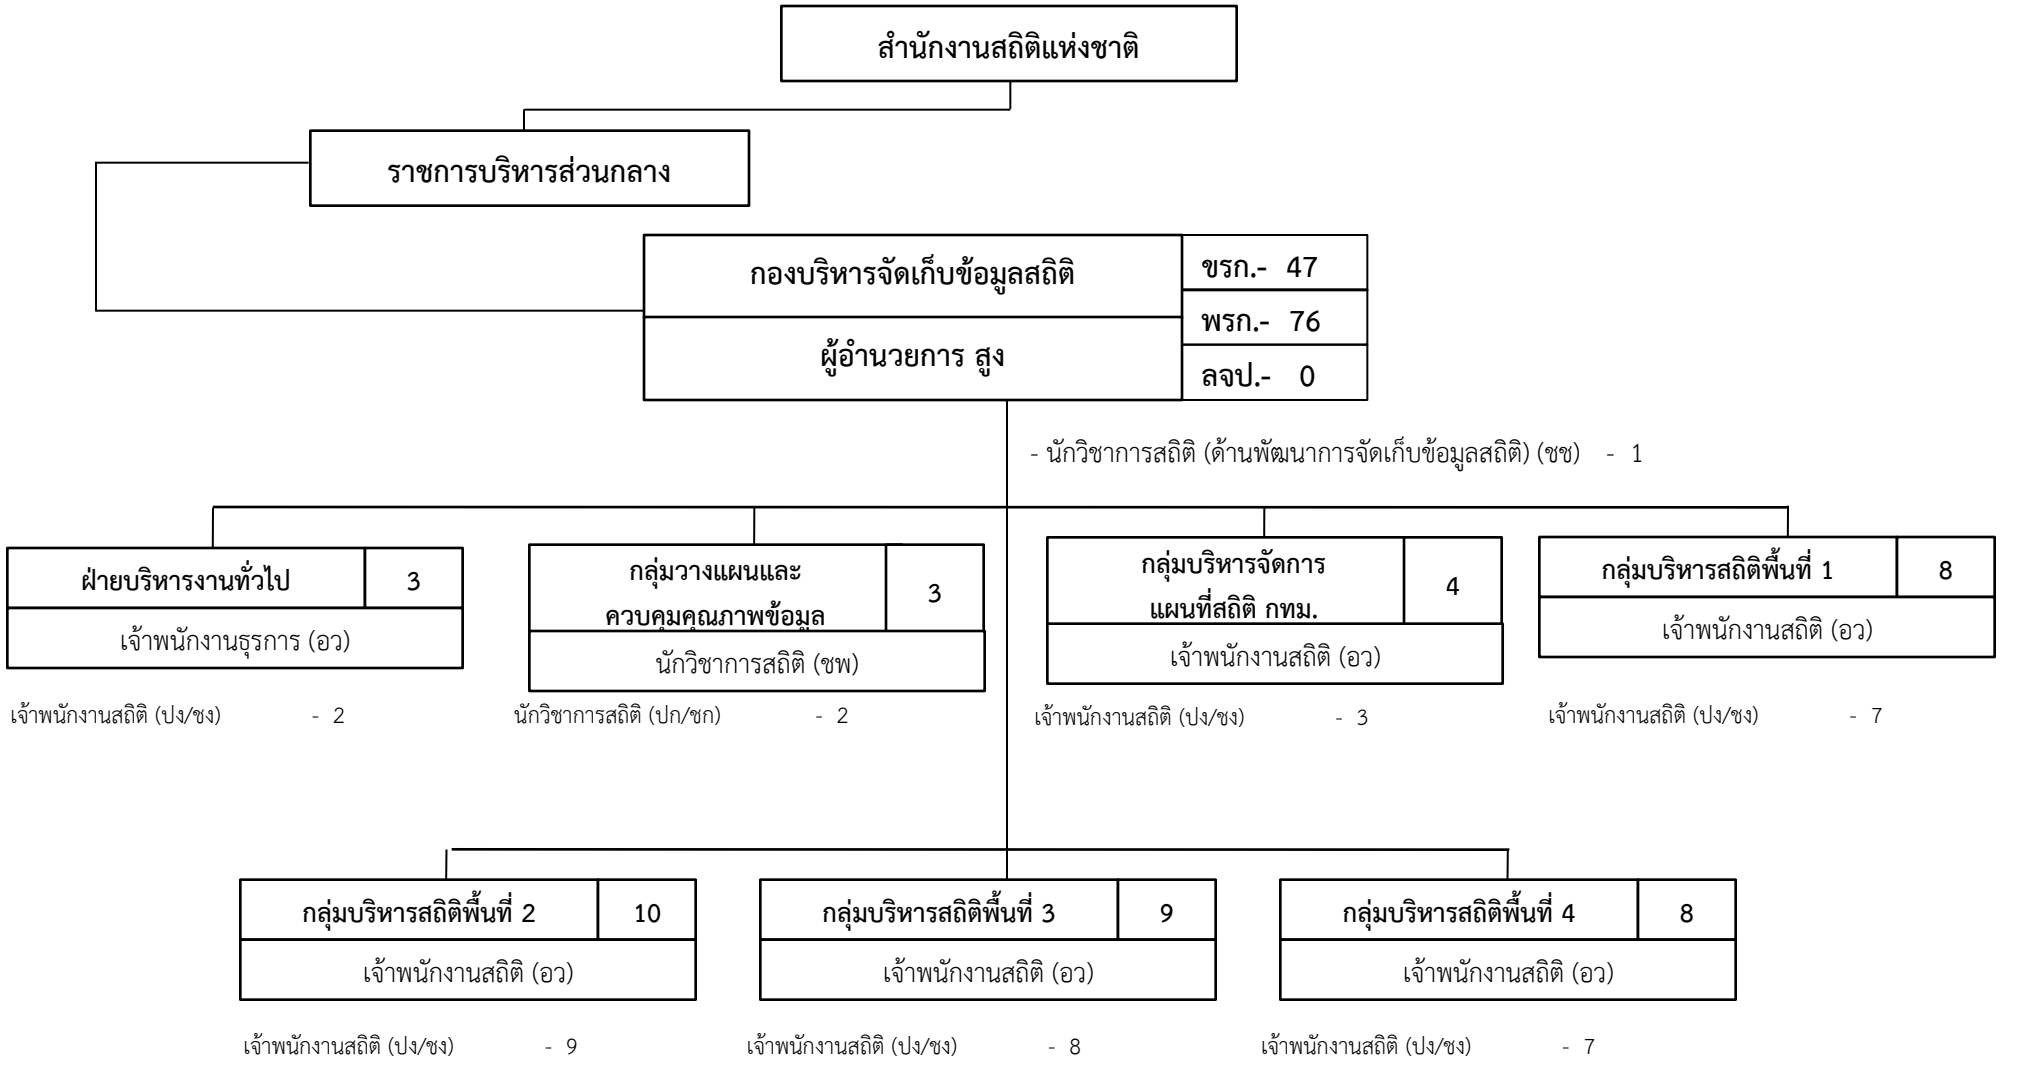 สำนักงานสถิติแห่งชาติ
ราชการบริหารส่วนกลาง
กองบริหารจัดเก็บข้อมูลสถิติ
ผู้อำนวยการ สูง
ขรก.- 47
พรก.- 76
ลจป.- 0
- นักวิชาการสถิติ (ด้านพัฒนาการจัดเก็บข้อมูลสถิติ) (ชช) - 1
ฝ่ายบริหารงานทั่วไป 3
เจ้าพนักงานธุรการ (อว)
เจ้าพนักงานสถิติ (ปง/ชง) - 2
กลุ่มวางแผนและ
ควบคุมคุณภาพข้อมูล 3
นักวิชาการสถิติ (ชพ)
นักวิชาการสถิติ (ปก/ชก) - 2
กลุ่มบริหารจัดการ
แผนที่สถิติ กทม. 4
เจ้าพนักงานสถิติ (อว)
เจ้าพนักงานสถิติ (ปง/ชง) - 3
กลุ่มบริหารสถิติพื้นที่ 1 8
เจ้าพนักงานสถิติ (อว)
เจ้าพนักงานสถิติ (ปง/ชง) - 7
กลุ่มบริหารสถิติพื้นที่ 2 10
เจ้าพนักงานสถิติ (อว)
เจ้าพนักงานสถิติ (ปง/ชง) - 9
กลุ่มบริหารสถิติพื้นที่ 3 9
เจ้าพนักงานสถิติ (อว)
เจ้าพนักงานสถิติ (ปง/ชง) - 8
กลุ่มบริหารสถิติพื้นที่ 4 8
เจ้าพนักงานสถิติ (อว)
เจ้าพนักงานสถิติ (ปง/ชง) - 7